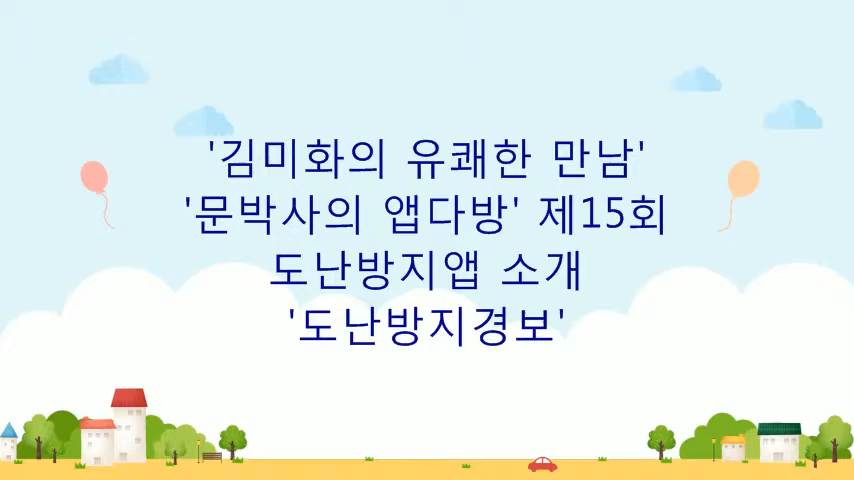 '김미화의 유쾌한 만남'
'문박사의 앱다방' 제15회
도난방지앱 소개
'도난방지경보'